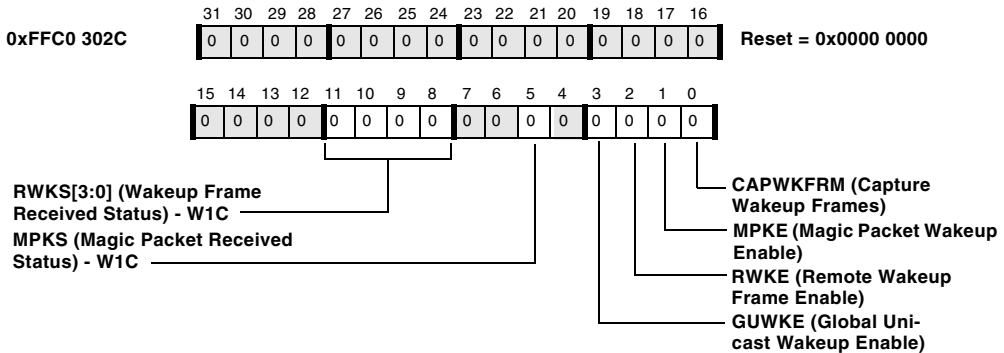 31 30 29 28 27 26 25 24 23 22 21 20 19 18 17 16
0xFFC0 302C 0 0 0 0 0 0 0 0 0 0 0 0 0 0 0 0 Reset = 0x0000 0000
15 14 13 12 11 10 9 8 7 6 5 4 3 2 1 0
0 0 0 0 0 0 0 0 0 0 0 0 0 0 0 0
RWKS[3:0] (Wakeup Frame
Received Status) - W1C
MPKS (Magic Packet Received
Status) - W1C
CAPWKFRM (Capture
Wakeup Frames)
MPKE (Magic Packet Wakeup
Enable)
RWKE (Remote Wakeup
Frame Enable)
GUWKE (Global Uni-
cast Wakeup Enable)